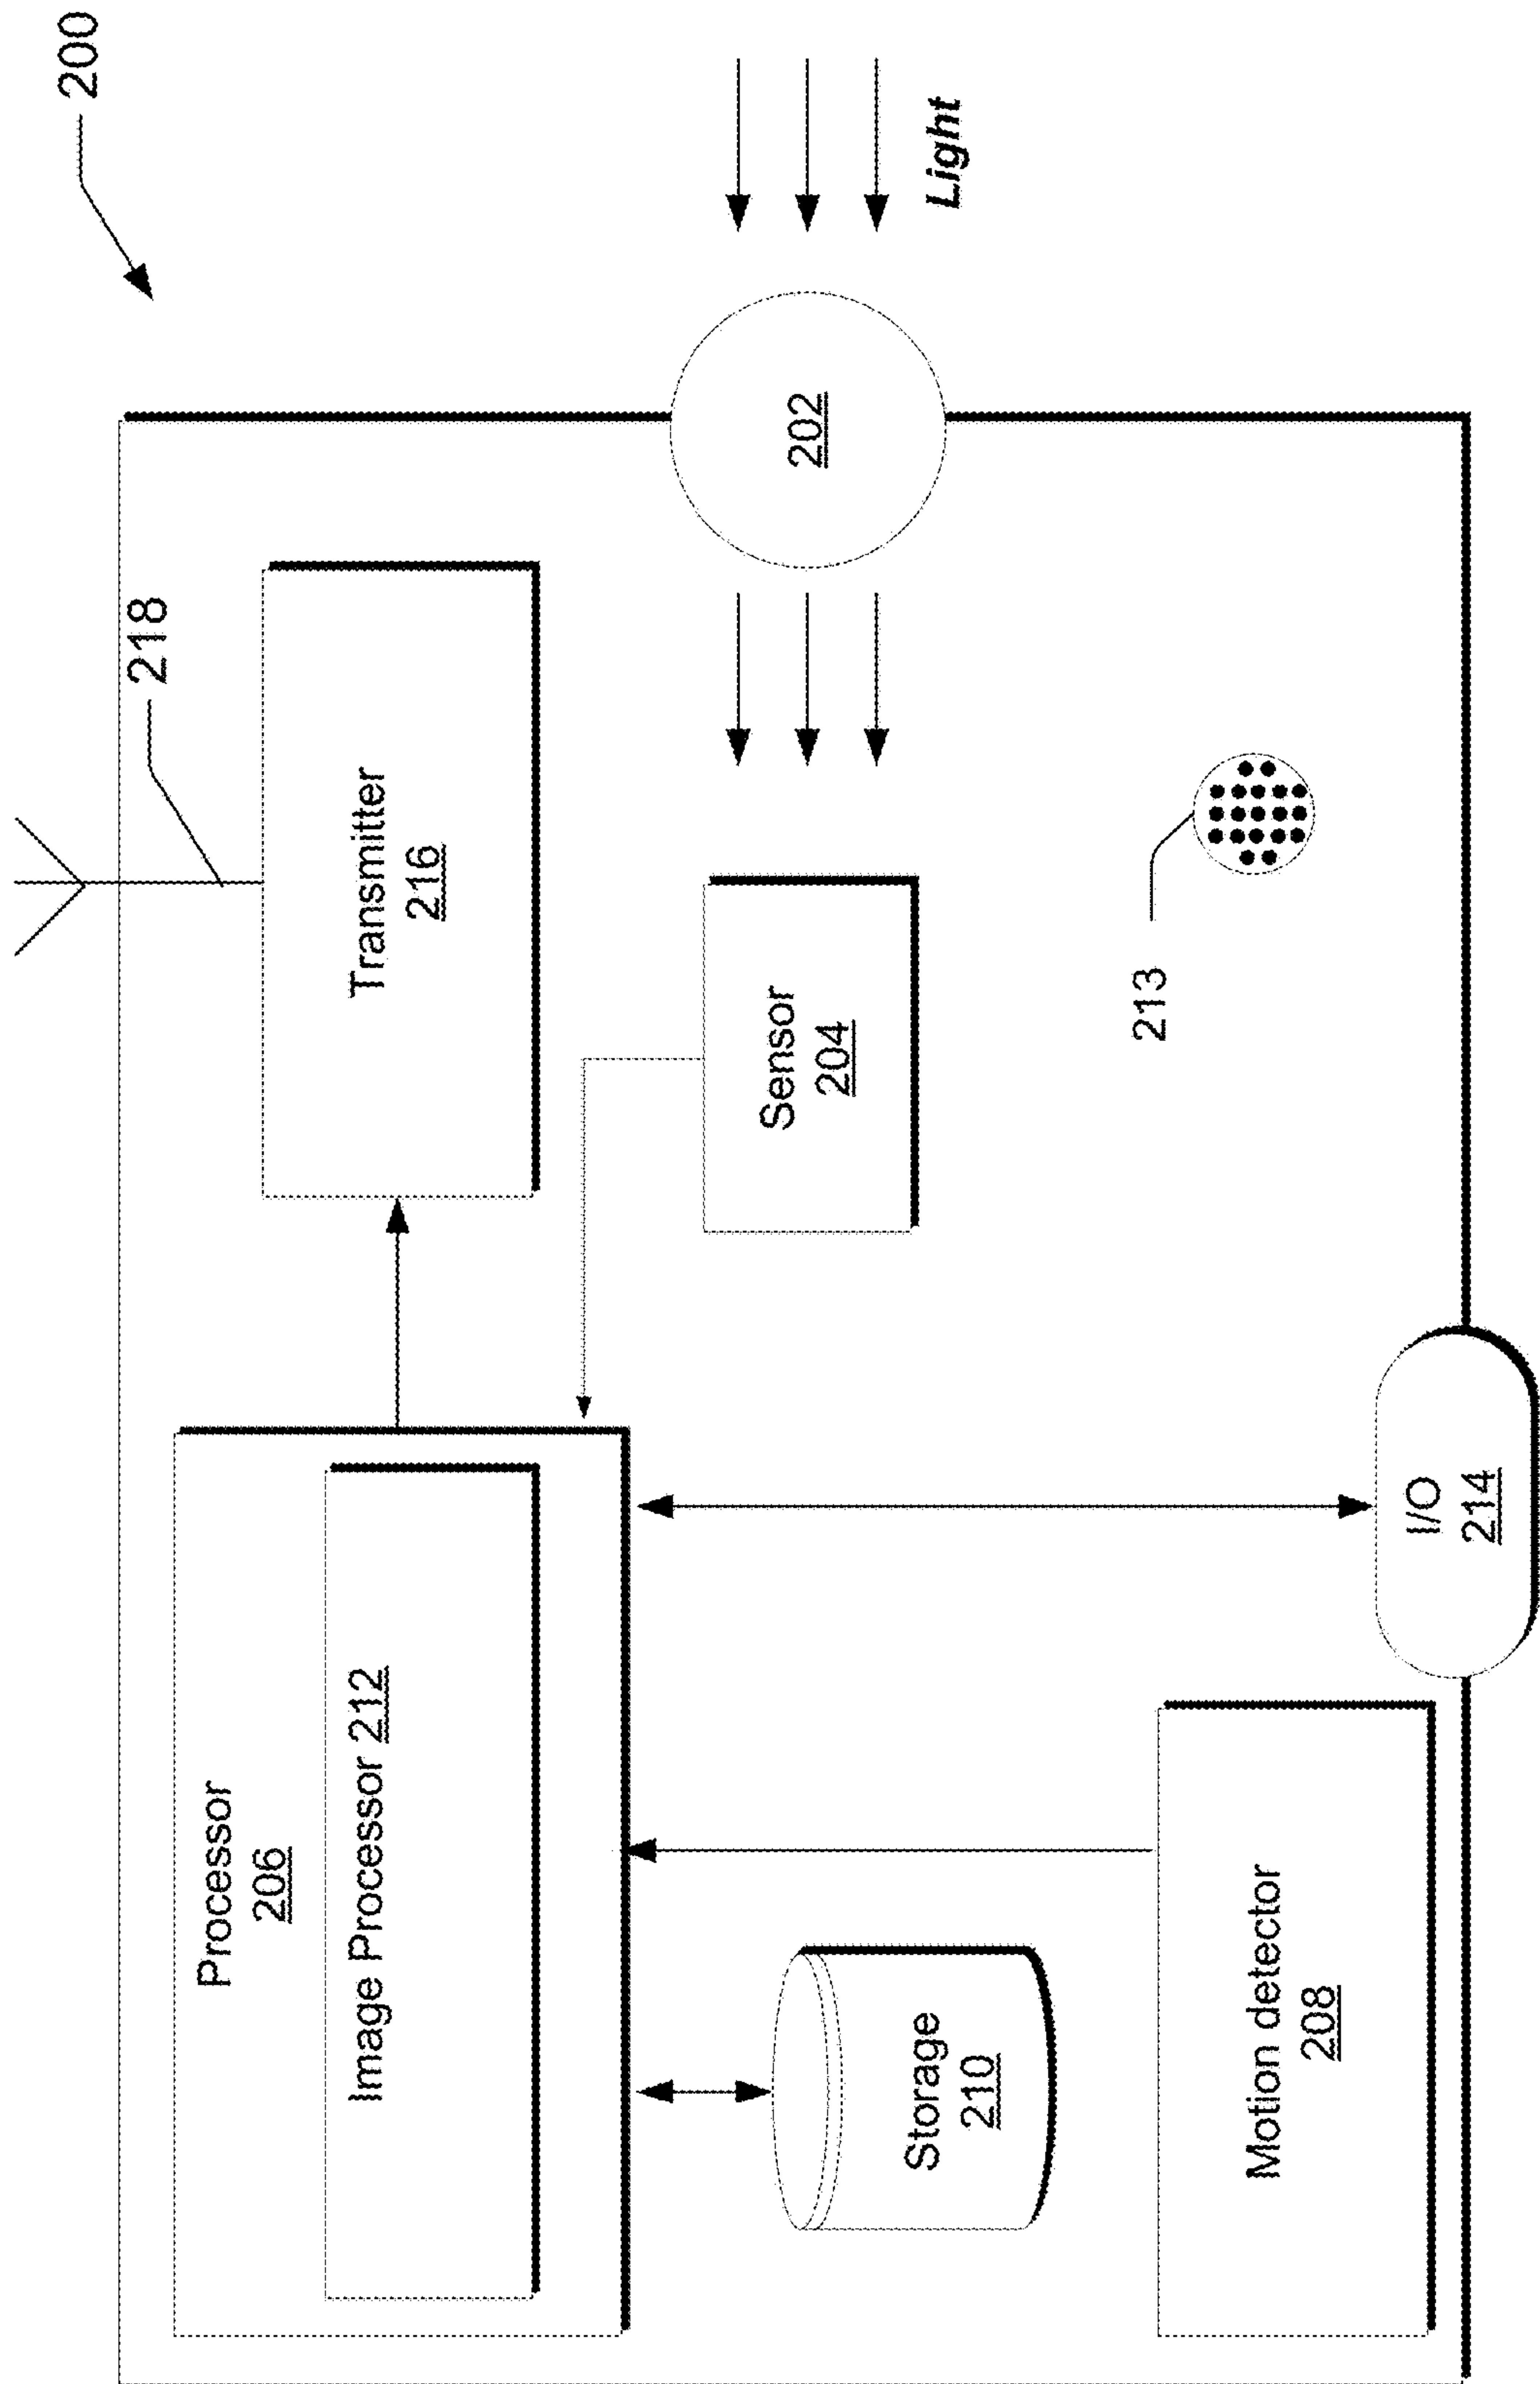 200
218
Processor
206
Image Processor 212
Transmitter
216
Sensor
204
202
Light
Storage
210
213
Motion detector
208
I/O
214